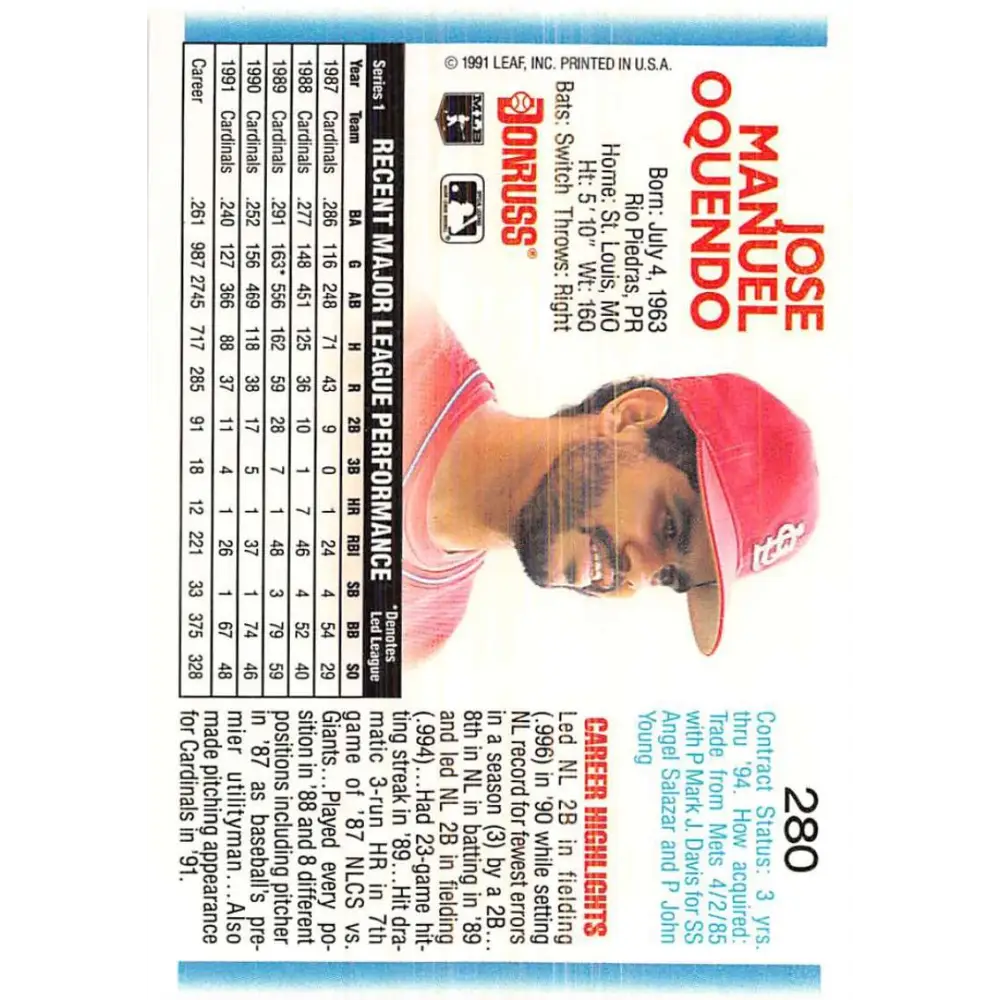 JOSE
MANUEL
OQUENDO
Born: July 4, 1963
Rio Piedras, PR
Home: St. Louis, MO
Ht: 5' 10" Wt: 160
Bats: Switch Throws: Right
DONRUSS®
MLB
© 1991 LEAF, INC. PRINTED IN U.S.A.
280
Contract Status: 3 yrs.
thru '94. How acquired:
Trade from Mets 4/2/85
with P Mark J. Davis for SS
Angel Salazar and P John
Young
CAREER HIGHLIGHTS
Led NL 2B in fielding
(.996) in '90 while setting
NL record for fewest errors
in a season (3) by a 2B...
8th in NL in batting in '89
and led NL 2B in fielding
(.994)...Had 23-game hit-
ting streak in '89...Hit dra-
matic 3-run HR in 7th
game of '87 NLCS vs.
Giants...Played every po-
sition in '88 and 8 different
positions including pitcher
in '87 as baseball's pre-
mier utilityman...Also
made pitching appearance
for Cardinals in '91.
Series 1 RECENT MAJOR LEAGUE PERFORMANCE *Denotes Led League
Year Team BA G AB H R 2B 3B HR RBI SB BB SO
1987 Cardinals .286 116 248 71 43 9 0 1 24 4 54 29
1988 Cardinals .277 148 451 125 36 10 1 7 46 4 52 40
1989 Cardinals .291 163* 556 162 59 28 7 1 48 3 79 59
1990 Cardinals .252 156 469 118 38 17 5 1 37 1 74 46
1991 Cardinals .240 127 366 88 37 11 4 1 26 1 67 48
Career .261 987 2745 717 285 91 18 12 221 33 375 328